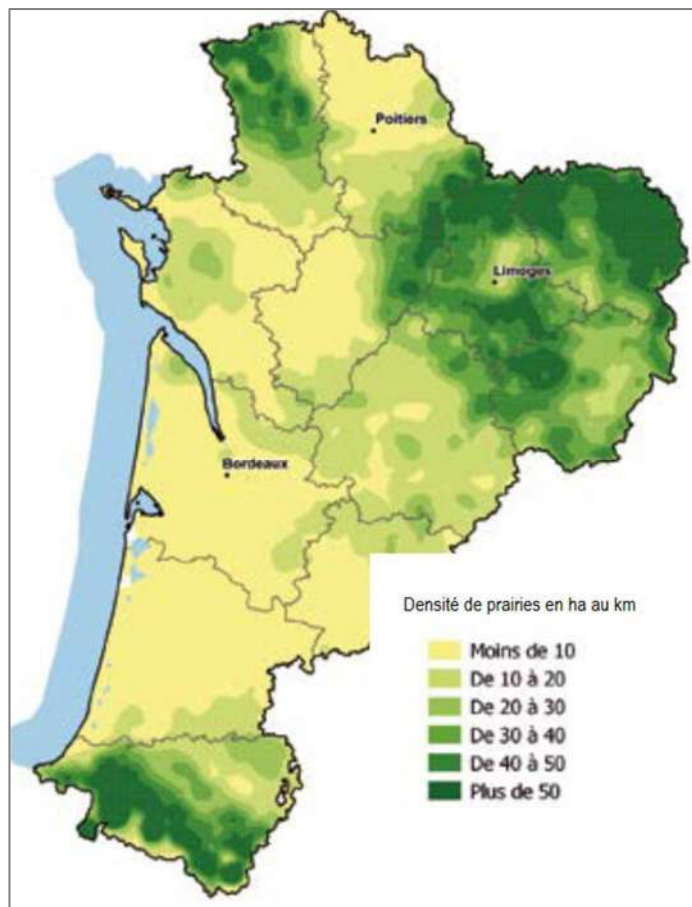 Poitiers
Limoges
Bordeaux
Densité de prairies en ha au km
Moins de 10
De 10 à 20
De 20 à 30
De 30 à 40
De 40 à 50
Plus de 50